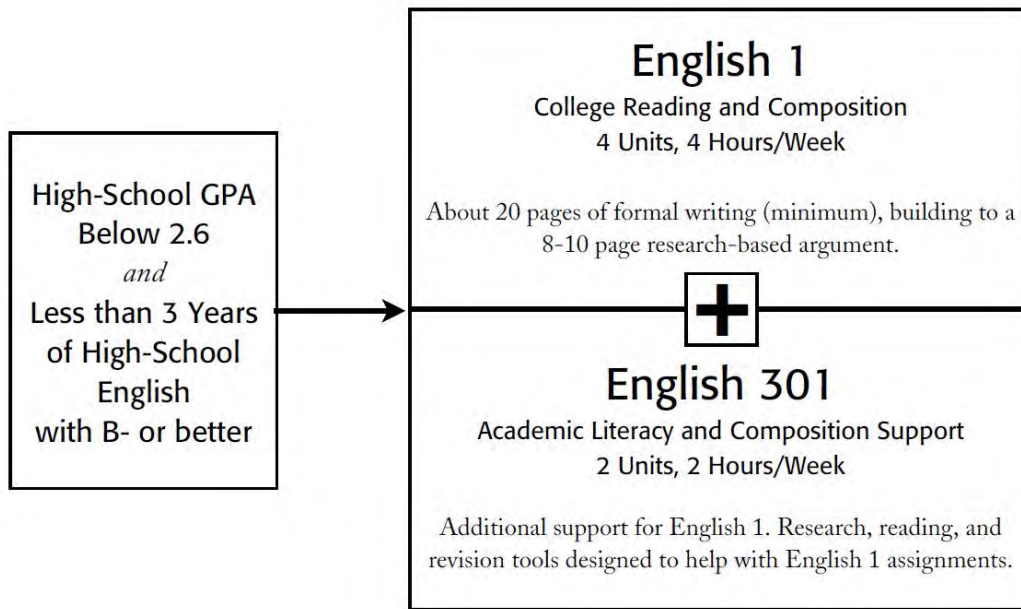 High-School GPA
Below 2.6
and
Less than 3 Years
of High-School
English
with B- or better
English 1
College Reading and Composition
4 Units, 4 Hours/Week
About 20 pages of formal writing (minimum), building to a
8-10 page research-based argument.
+
English 301
Academic Literacy and Composition Support
2 Units, 2 Hours/Week
Additional support for English 1. Research, reading, and
revision tools designed to help with English 1 assignments.